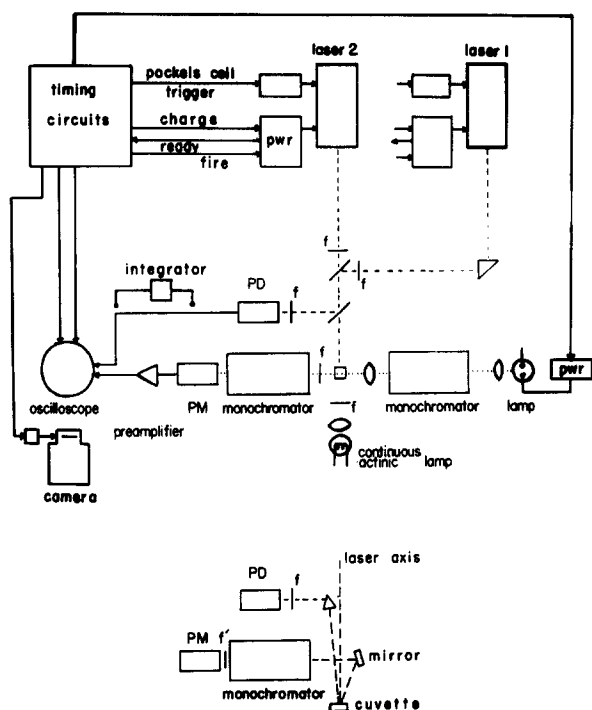 laser 2
laser 1
timing
circuits
pockels cell
trigger
charge
ready
fire
pwr
f
f
integrator
PD
f
f
oscilloscope
preamplifier
PM
monochromator
monochromator
lamp
pwr
f
continuous
actinic lamp
camera
laser axis
PD
f
PM f'
mirror
monochromator
cuvette